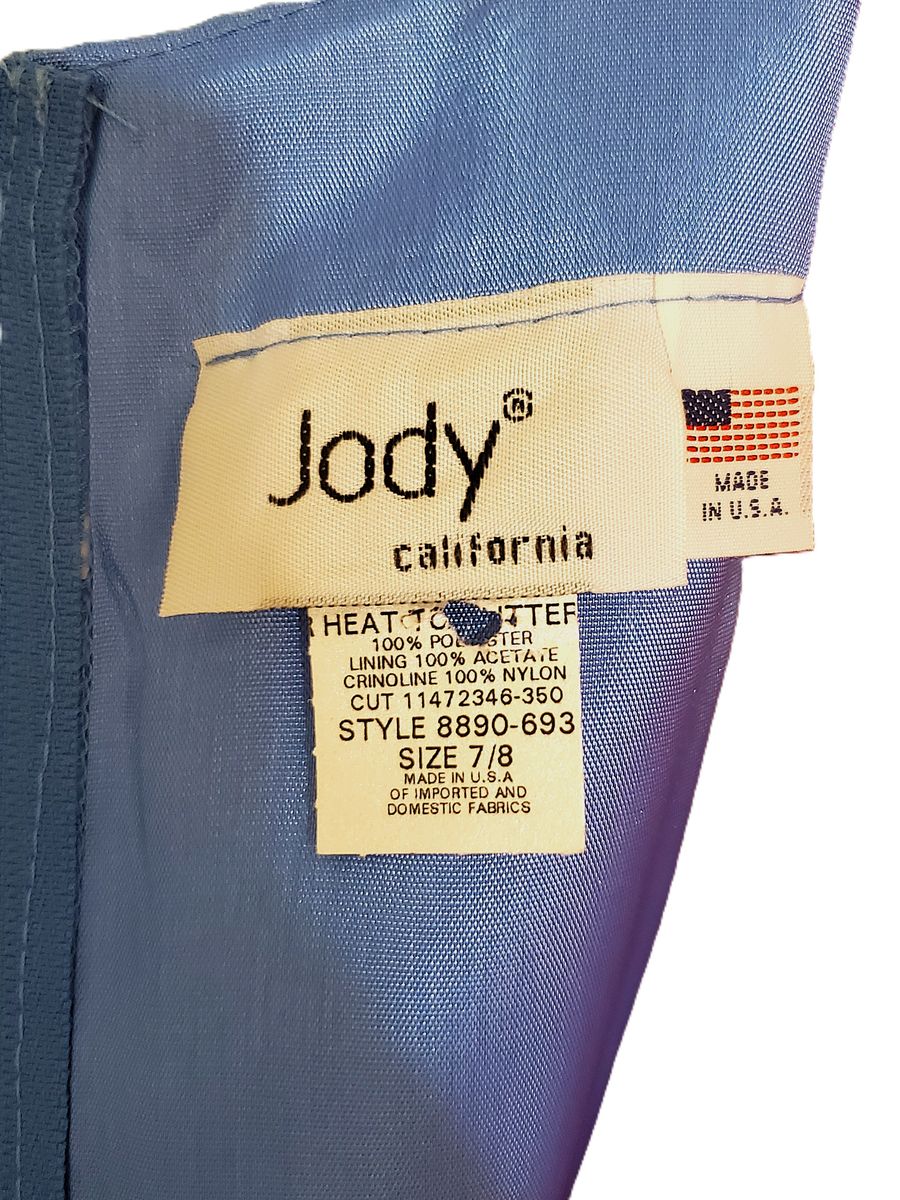 Jody®
california
MADE
IN U.S.A.
HEAT
100%
LINING 100% ACETATE
CRINOLINE 100% NYLON
CUT 11472346-350
STYLE 8890-693
SIZE 7/8
MADE IN U.S.A
OF IMPORTED AND
DOMESTIC FABRICS